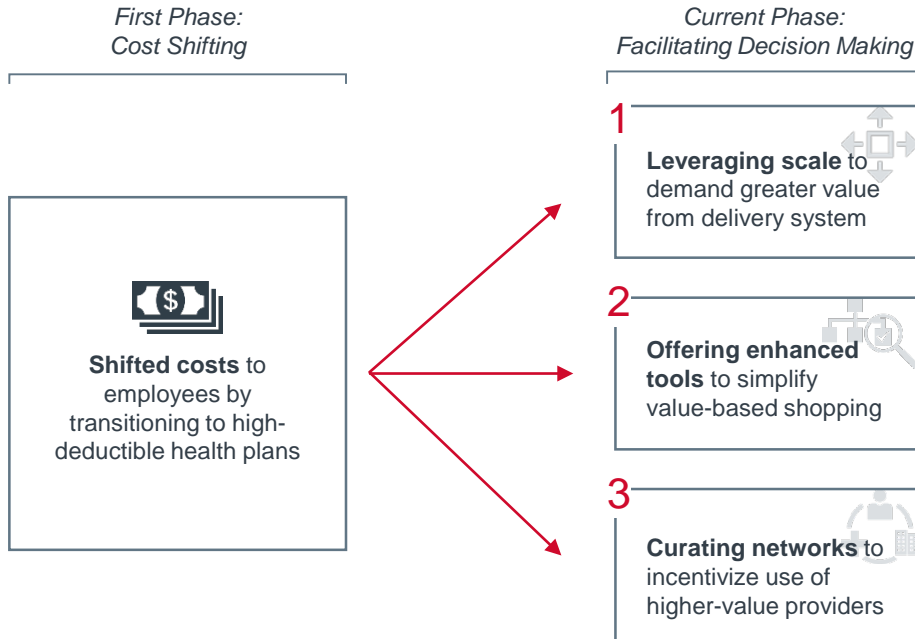 First Phase:
Cost Shifting
Current Phase:
Facilitating Decision Making
$
Shifted costs to
employees by
transitioning to high-
deductible health plans
1
Leveraging scale to
demand greater value
from delivery system
2
Offering enhanced
tools to simplify
value-based shopping
3
Curating networks to
incentivize use of
higher-value providers